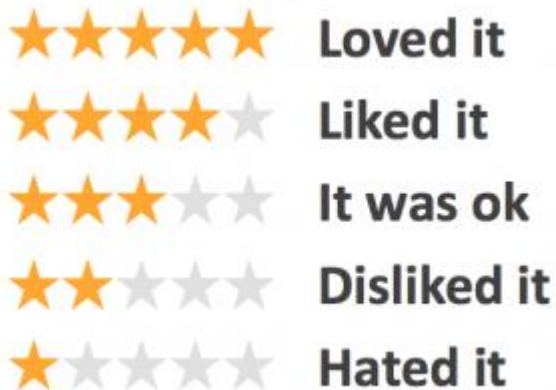 Loved it
Liked it
It was ok
Disliked it
Hated it